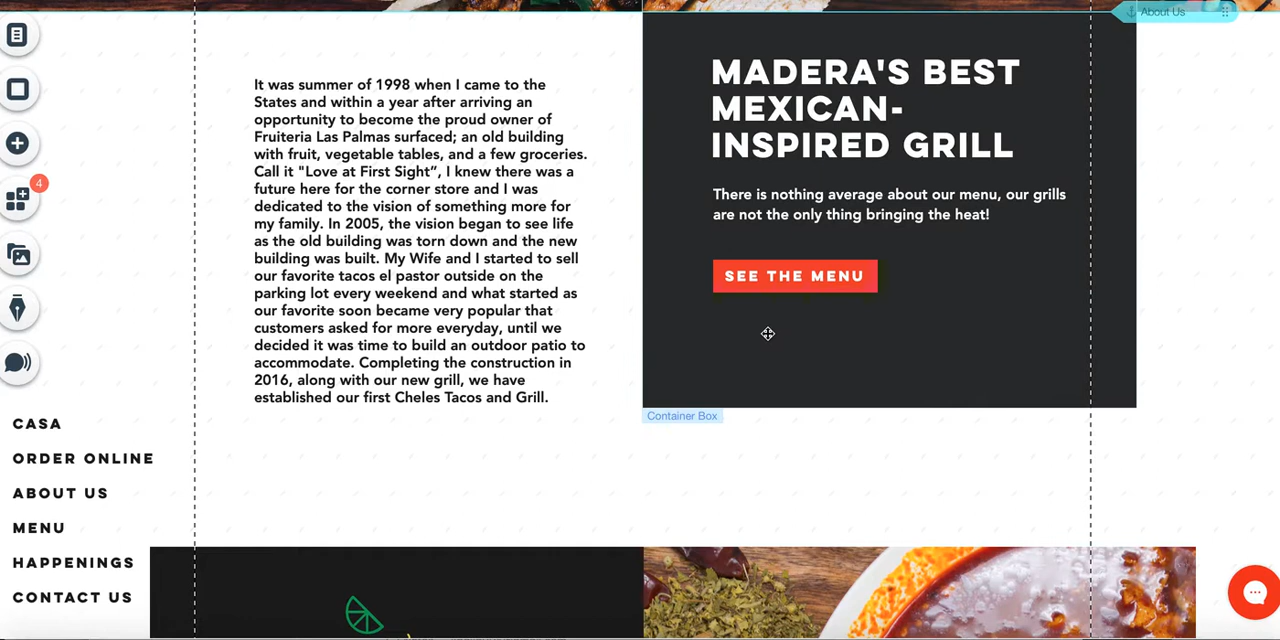 About Us
4
It was summer of 1998 when I came to the
States and within a year after arriving an
opportunity to become the proud owner of
Fruiteria Las Palmas surfaced; an old building
with fruit, vegetable tables, and a few groceries.
Call it "Love at First Sight”, I knew there was a
future here for the corner store and I was
dedicated to the vision of something more for
my family. In 2005, the vision began to see life
as the old building was torn down and the new
building was built. My Wife and I started to sell
our favorite tacos el pastor outside on the
parking lot every weekend and what started as
our favorite soon became very popular that
customers asked for more everyday, until we
decided it was time to build an outdoor patio to
accommodate. Completing the construction in
2016, along with our new grill, we have
established our first Cheles Tacos and Grill.
MADERA'S BEST
MEXICAN-
INSPIRED GRILL
There is nothing average about our menu, our grills
are not the only thing bringing the heat!
SEE THE MENU
Container Box
CASA
ORDER ONLINE
ABOUT US
MENU
HAPPENINGS
CONTACT US